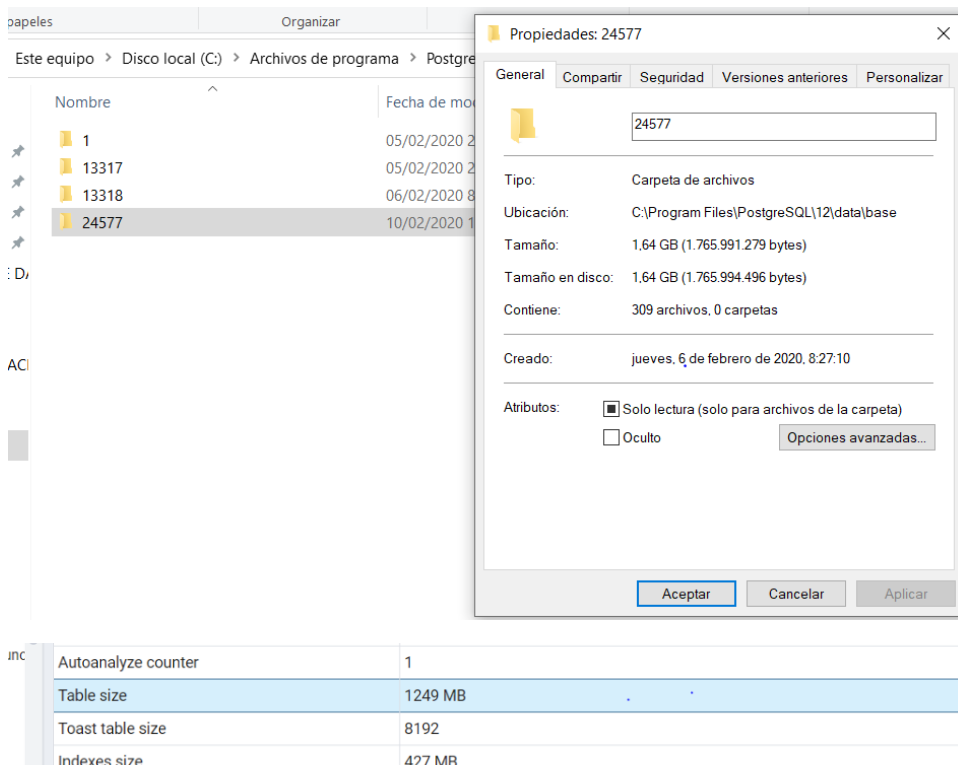 papeles
Organizar
Este equipo > Disco local (C:) > Archivos de programa > Postgre
Nombre
Fecha de mo
1
05/02/2020 2
13317
05/02/2020 2
13318
06/02/2020 8
24577
10/02/2020 1
E DA
ACI
Propiedades: 24577
General
Compartir
Seguridad
Versiones anteriores
Personalizar
24577
Tipo: Carpeta de archivos
Ubicación: C:\Program Files\PostgreSQL\12\data\base
Tamaño: 1,64 GB (1.765.991.279 bytes)
Tamaño en disco: 1,64 GB (1.765.994.496 bytes)
Contiene: 309 archivos, 0 carpetas
Creado: jueves, 6 de febrero de 2020, 8:27:10
Atributos: Solo lectura (solo para archivos de la carpeta)
Oculto
Opciones avanzadas...
Aceptar
Cancelar
Aplicar
Autoanalyze counter 1
Table size 1249 MB
Toast table size 8192
Indexes size 427 MB